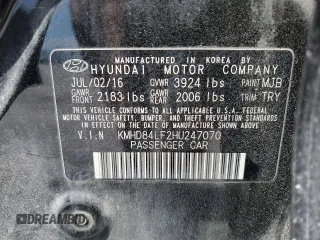 MANUFACTURED IN KOREA BY
HYUNDAI MOTOR COMPANY
JUL/02/16 GVWR 3924 lbs PAINT MJB
GAWR FRONT 2183 lbs GAWR REAR 2006 lbs TRIM TRY
THIS VEHICLE CONFORMS TO ALL APPLICABLE U.S.A. FEDERAL
MOTOR VEHICLE SAFETY, BUMPER, AND THEFT PREVENTION
STANDARDS IN EFFECT ON THE DATE OF MANUFACTURE SHOWN ABOVE.
V.I.N KMHD84LF2HU247070
PASSENGER CAR
AUTOBIDMASTER